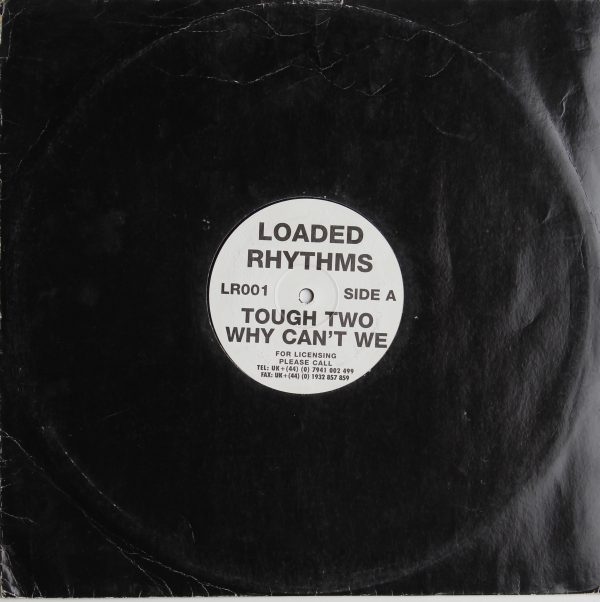 LOADED
RHYTHMS
LR001 SIDE A
TOUGH TWO
WHY CAN'T WE
FOR LICENSING
PLEASE CALL
TEL: UK+(44) (0) 7941 002 499
FAX: UK+(44) (0) 1932 857 859